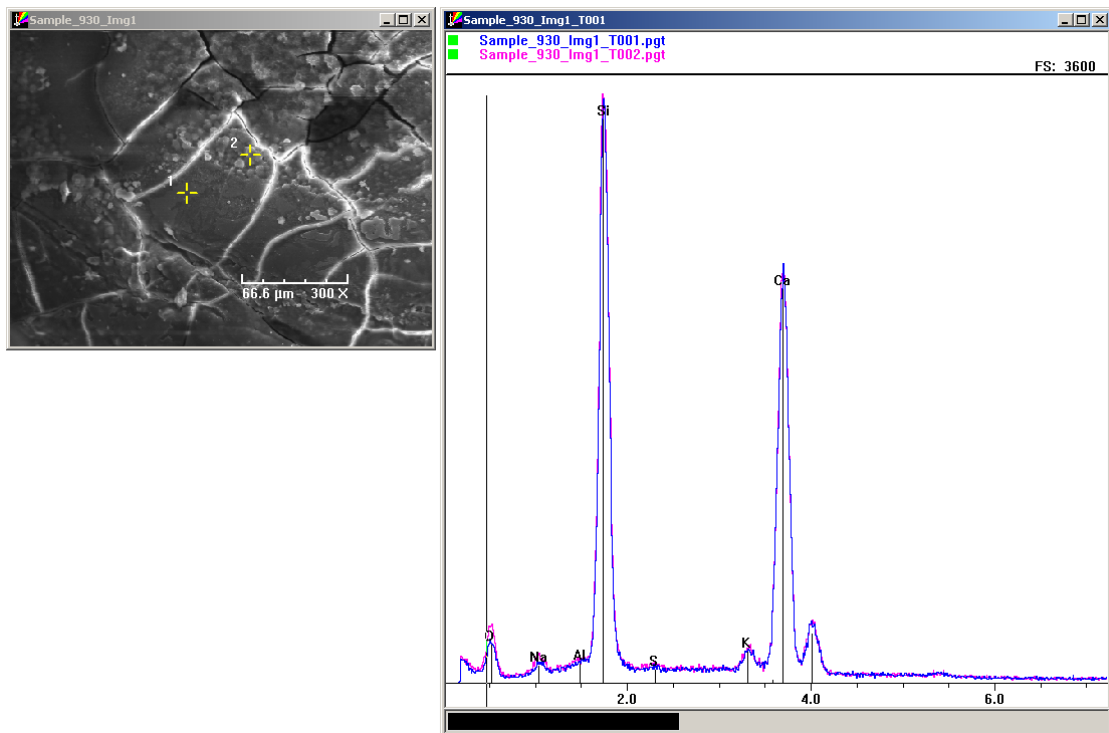 Sample_930_Img1
2
1
66.6 µm - 300 X
Sample_930_Img1_T001
Sample_930_Img1_T001.pgt
Sample_930_Img1_T002.pgt
FS: 3600
Si
Ca
O
Na
Al
S
K
2.0
4.0
6.0